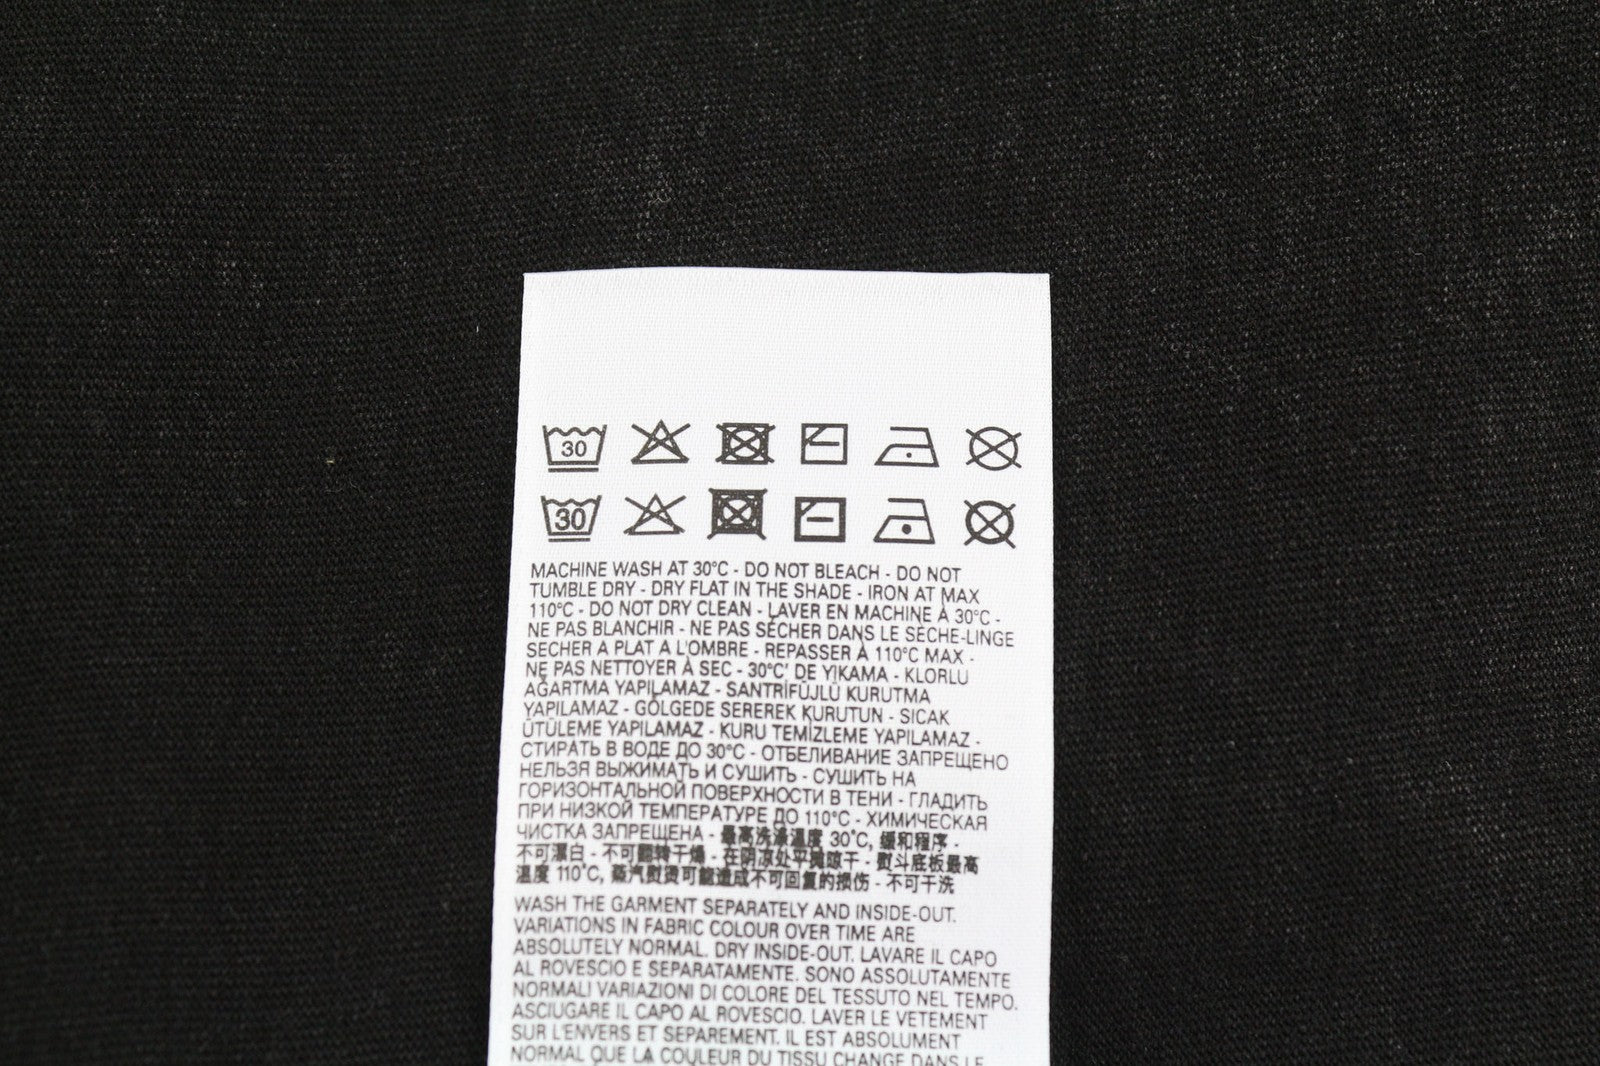 30
30
MACHINE WASH AT 30°C - DO NOT BLEACH - DO NOT
TUMBLE DRY - DRY FLAT IN THE SHADE - IRON AT MAX
110°C - DO NOT DRY CLEAN - LAVER EN MACHINE À 30°C -
NE PAS BLANCHIR - NE PAS SÉCHER DANS LE SÈCHE-LINGE
SECHER A PLAT A L'OMBRE - REPASSER À 110°C MAX -
NE PAS NETTOYER À SEC - 30°C' DE YIKAMA - KLORLU
AĞARTMA YAPILAMAZ - SANTRİFÜJLÜ KURUTMA
YAPILAMAZ - GÖLGEDE SEREREK KURUTUN - SICAK
ÜTÜLEME YAPILAMAZ - KURU TEMİZLEME YAPILAMAZ -
СТИРАТЬ В ВОДЕ ДО 30°C - ОТБЕЛИВАНИЕ ЗАПРЕЩЕНО
НЕЛЬЗЯ ВЫЖИМАТЬ И СУШИТЬ - СУШИТЬ НА
ГОРИЗОНТАЛЬНОЙ ПОВЕРХНОСТИ В ТЕНИ - ГЛАДИТЬ
ПРИ НИЗКОЙ ТЕМПЕРАТУРЕ ДО 110°C - ХИМИЧЕСКАЯ
ЧИСТКА ЗАПРЕЩЕНА - 最高洗涤温度 30°C, 缓和程序 -
不可漂白 - 不可翻转干燥 - 在阴凉处平摊晾干 - 熨斗底板最高
温度 110°C, 蒸汽熨烫可能造成不可回复的损伤 - 不可干洗
WASH THE GARMENT SEPARATELY AND INSIDE-OUT.
VARIATIONS IN FABRIC COLOUR OVER TIME ARE
ABSOLUTELY NORMAL. DRY INSIDE-OUT. LAVARE IL CAPO
AL ROVESCIO E SEPARATAMENTE. SONO ASSOLUTAMENTE
NORMALI VARIAZIONI DI COLORE DEL TESSUTO NEL TEMPO.
ASCIUGARE IL CAPO AL ROVESCIO. LAVER LE VETEMENT
SUR L'ENVERS ET SEPAREMENT. IL EST ABSOLUMENT
NORMAL QUE LA COULEUR DU TISSU CHANGE DANS LE